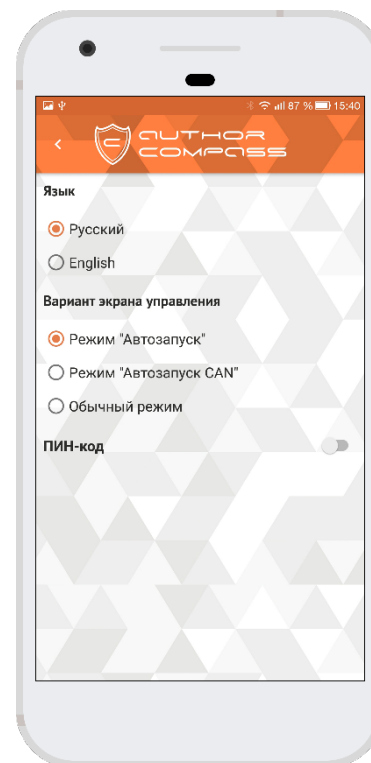 87 % 15:40
AUTHOR
COMPASS
Язык
Русский
English
Вариант экрана управления
Режим "Автозапуск"
Режим "Автозапуск CAN"
Обычный режим
ПИН-код